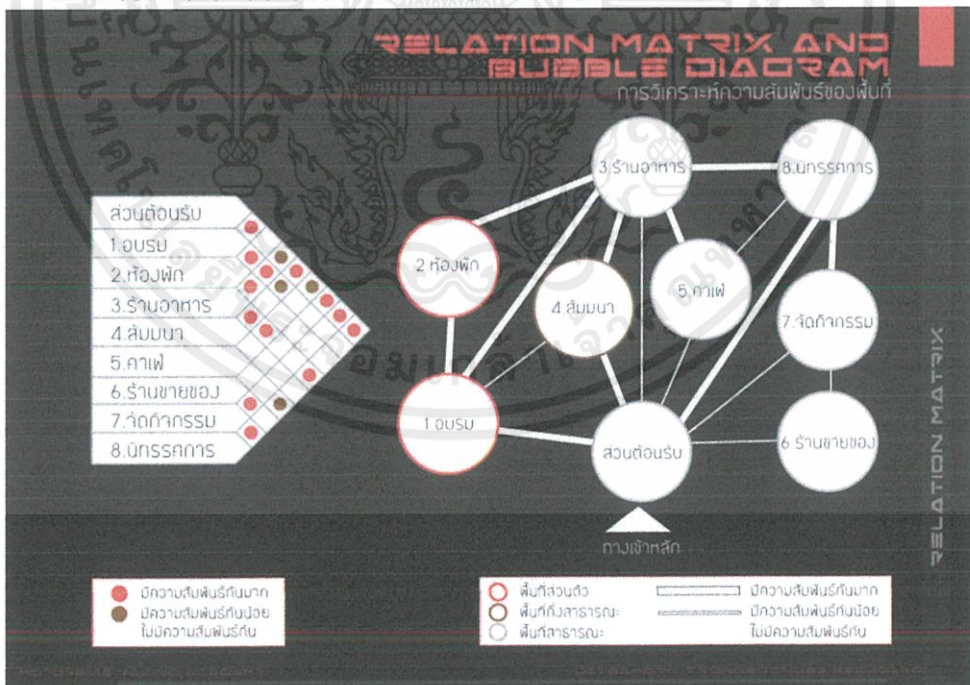 RELATION MATRIX AND
BUBBLE DIAGRAM
การวิเคราะห์ความสัมพันธ์ของพื้นที่
ส่วนต้อนรับ
1.อบรม
2.ห้องพัก
3.ร้านอาหาร
4.สัมมนา
5.คาเฟ่
6.ร้านขายของ
7.จัดกิจกรรม
8.นิทรรศการ
3.ร้านอาหาร
8.นิทรรศการ
2.ห้องพัก
4.สัมมนา
5.คาเฟ่
7.จัดกิจกรรม
1.อบรม
ส่วนต้อนรับ
6.ร้านขายของ
ทางเข้าหลัก
RELATION MATRIX
มีความสัมพันธ์กันมาก
มีความสัมพันธ์กันน้อย
ไม่มีความสัมพันธ์กัน
พื้นที่ส่วนตัว
มีความสัมพันธ์กันมาก
พื้นที่กึ่งสาธารณะ
มีความสัมพันธ์กันน้อย
พื้นที่สาธารณะ
ไม่มีความสัมพันธ์กัน